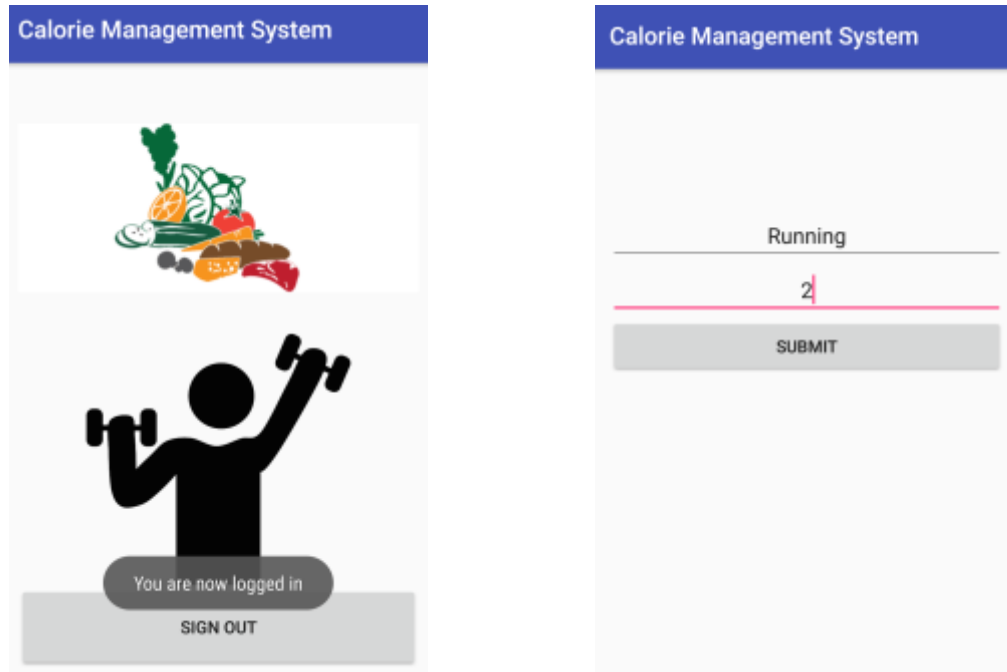 Calorie Management System
You are now logged in
SIGN OUT
Calorie Management System
Running
2
SUBMIT